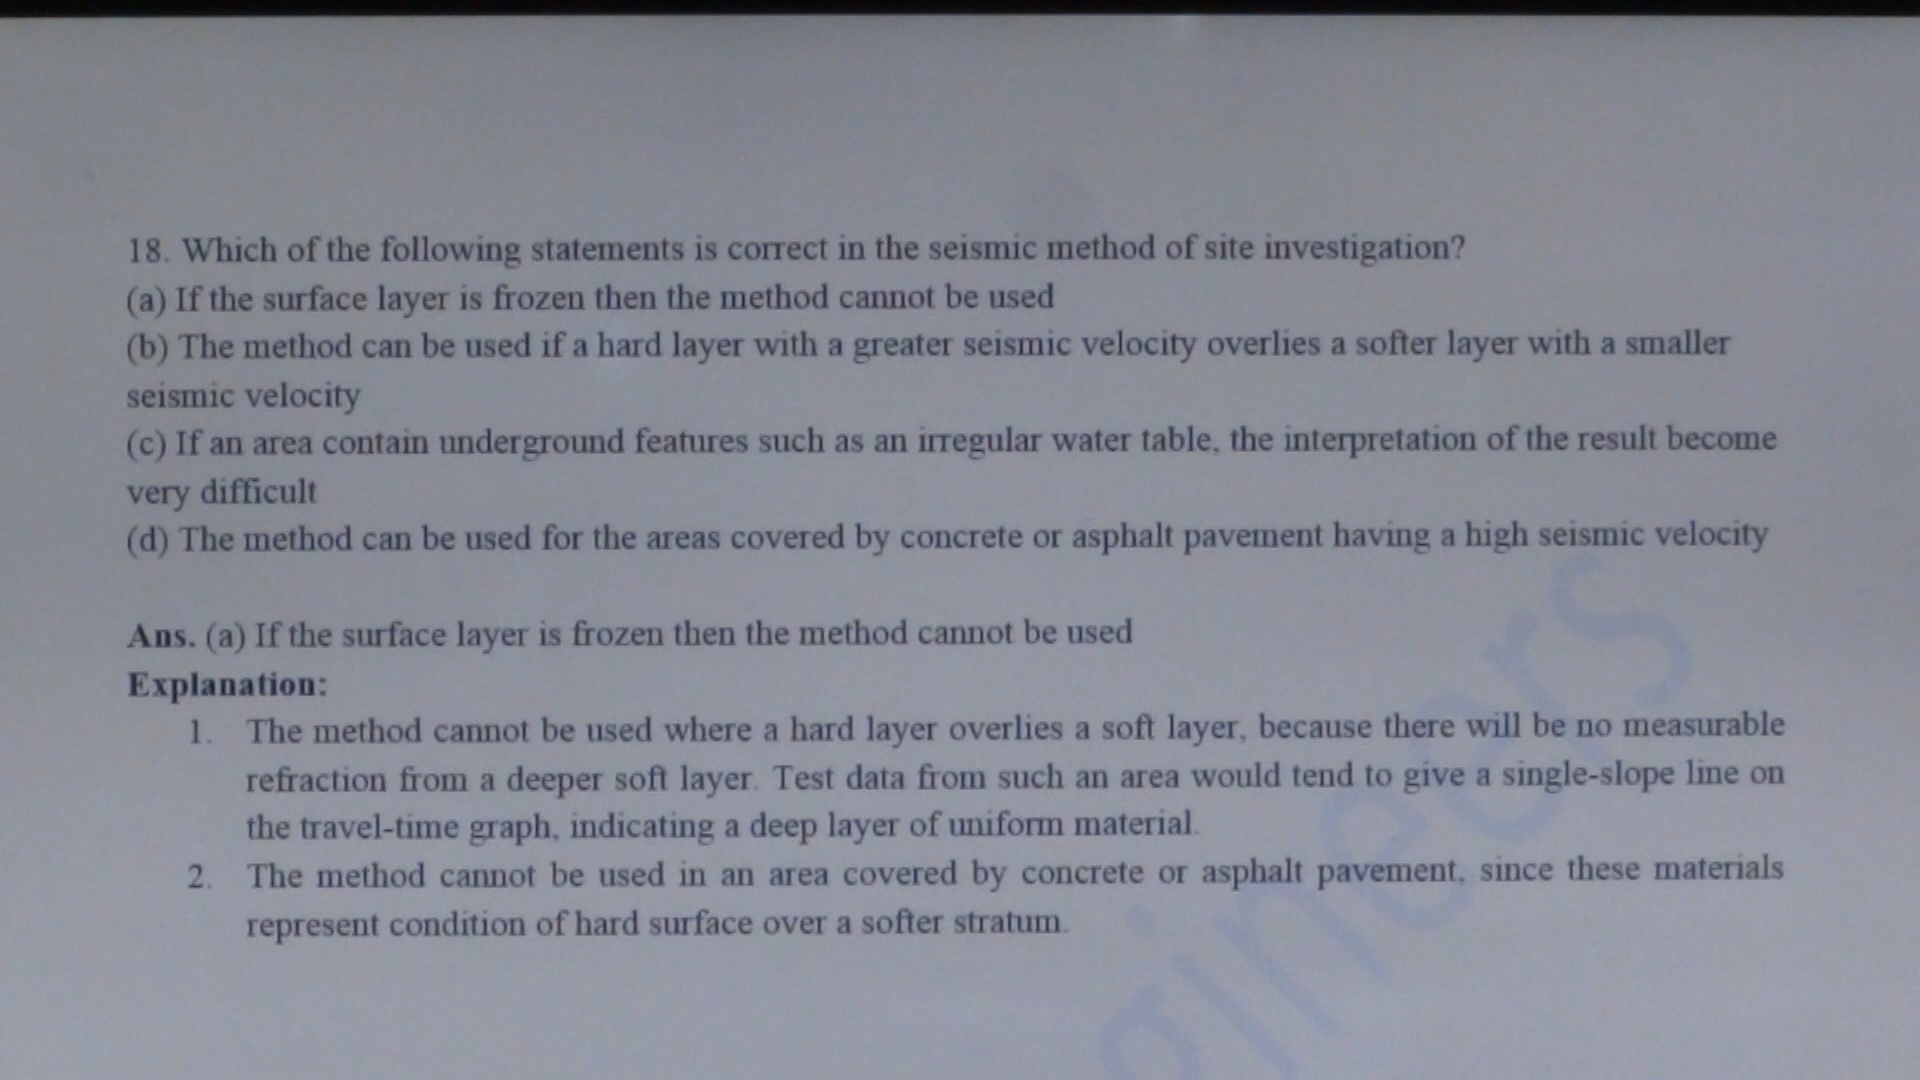 18. Which of the following statements is correct in the seismic method of site investigation?
(a) If the surface layer is frozen then the method cannot be used
(b) The method can be used if a hard layer with a greater seismic velocity overlies a softer layer with a smaller
seismic velocity
(c) If an area contain underground features such as an irregular water table, the interpretation of the result become
very difficult
(d) The method can be used for the areas covered by concrete or asphalt pavement having a high seismic velocity
Ans. (a) If the surface layer is frozen then the method cannot be used
Explanation:
1. The method cannot be used where a hard layer overlies a soft layer, because there will be no measurable
refraction from a deeper soft layer. Test data from such an area would tend to give a single-slope line on
the travel-time graph, indicating a deep layer of uniform material.
2. The method cannot be used in an area covered by concrete or asphalt pavement, since these materials
represent condition of hard surface over a softer stratum.
gineers